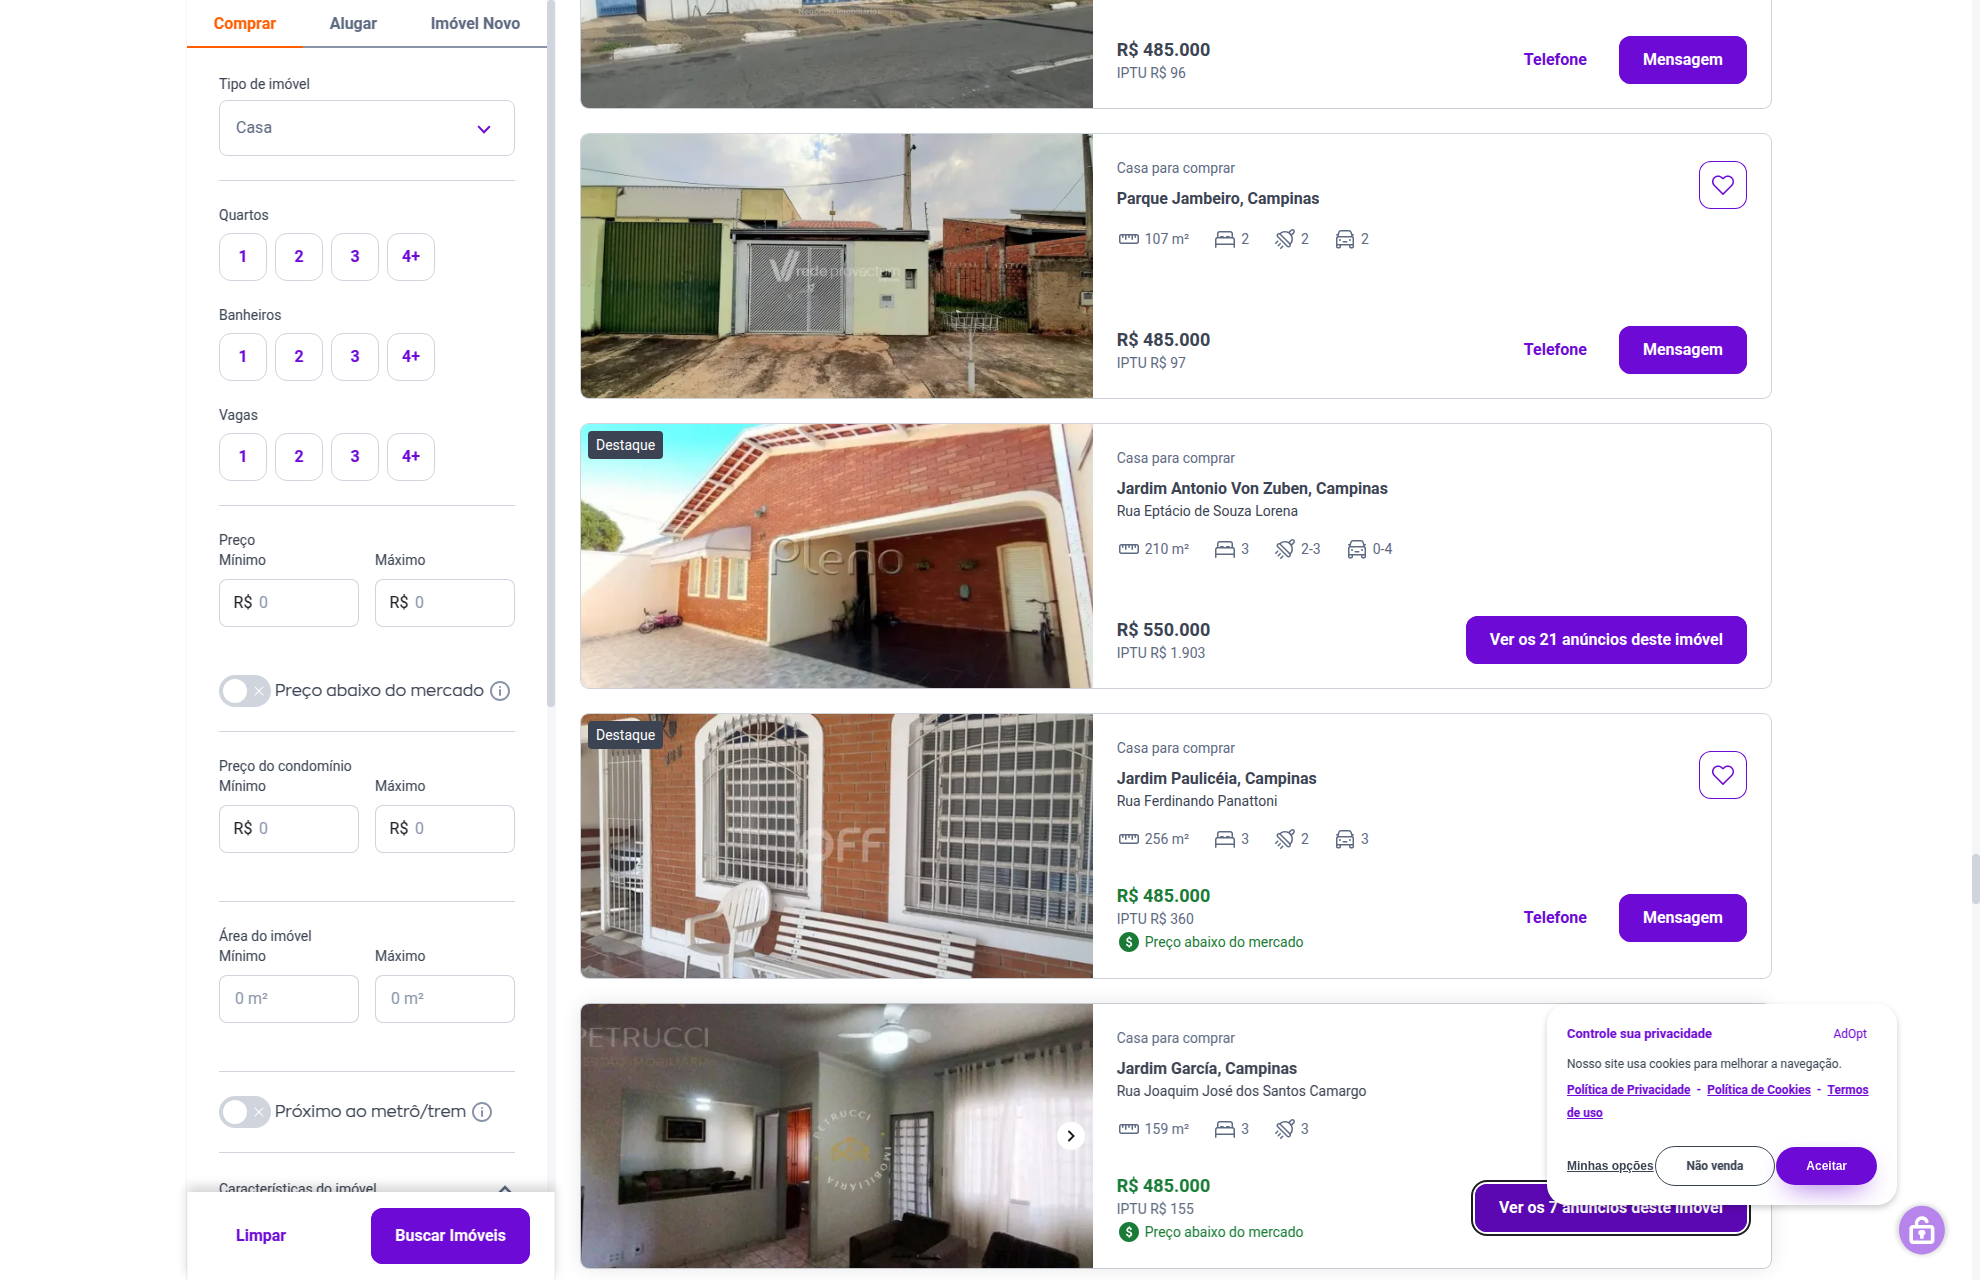 Comprar
Alugar
Imóvel Novo
Tipo de imóvel
Casa
Quartos
1
2
3
4+
Banheiros
1
2
3
4+
Vagas
1
2
3
4+
Preço
Mínimo
Máximo
R$ 0
R$ 0
Preço abaixo do mercado
Preço do condomínio
Mínimo
Máximo
R$ 0
R$ 0
Área do imóvel
Mínimo
Máximo
0 m²
0 m²
Próximo ao metrô/trem
Características do imóvel
Limpar
Buscar Imóveis
Negócios Imobiliários
R$ 485.000
IPTU R$ 96
Telefone
Mensagem
rede provectum
Casa para comprar
Parque Jambeiro, Campinas
107 m²
2
2
2
R$ 485.000
IPTU R$ 97
Telefone
Mensagem
Destaque
Pleno
Casa para comprar
Jardim Antonio Von Zuben, Campinas
Rua Eptácio de Souza Lorena
210 m²
3
2-3
0-4
R$ 550.000
IPTU R$ 1.903
Ver os 21 anúncios deste imóvel
Destaque
OFF
Casa para comprar
Jardim Paulicéia, Campinas
Rua Ferdinando Panattoni
256 m²
3
2
3
R$ 485.000
IPTU R$ 360
Preço abaixo do mercado
Telefone
Mensagem
PETRUCCI
PETRUCCI
IMOBILIÁRIA
Casa para comprar
Jardim García, Campinas
Rua Joaquim José dos Santos Camargo
159 m²
3
3
R$ 485.000
IPTU R$ 155
Preço abaixo do mercado
Ver os 7 anúncios deste imóvel
Controle sua privacidade
AdOpt
Nosso site usa cookies para melhorar a navegação.
Política de Privacidade - Política de Cookies - Termos
de uso
Minhas opções
Não venda
Aceitar